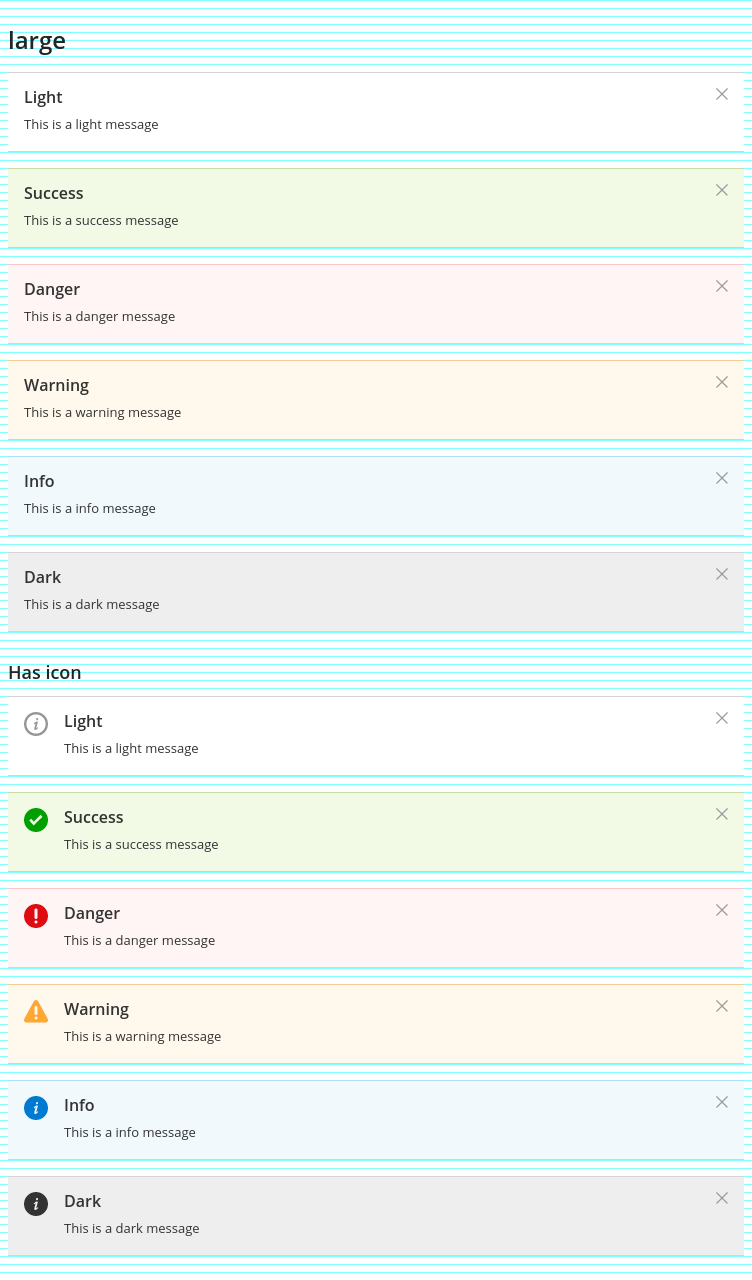 large
Light
This is a light message
Success
This is a success message
Danger
This is a danger message
Warning
This is a warning message
Info
This is a info message
Dark
This is a dark message
Has icon
Light
This is a light message
Success
This is a success message
Danger
This is a danger message
Warning
This is a warning message
Info
This is a info message
Dark
This is a dark message